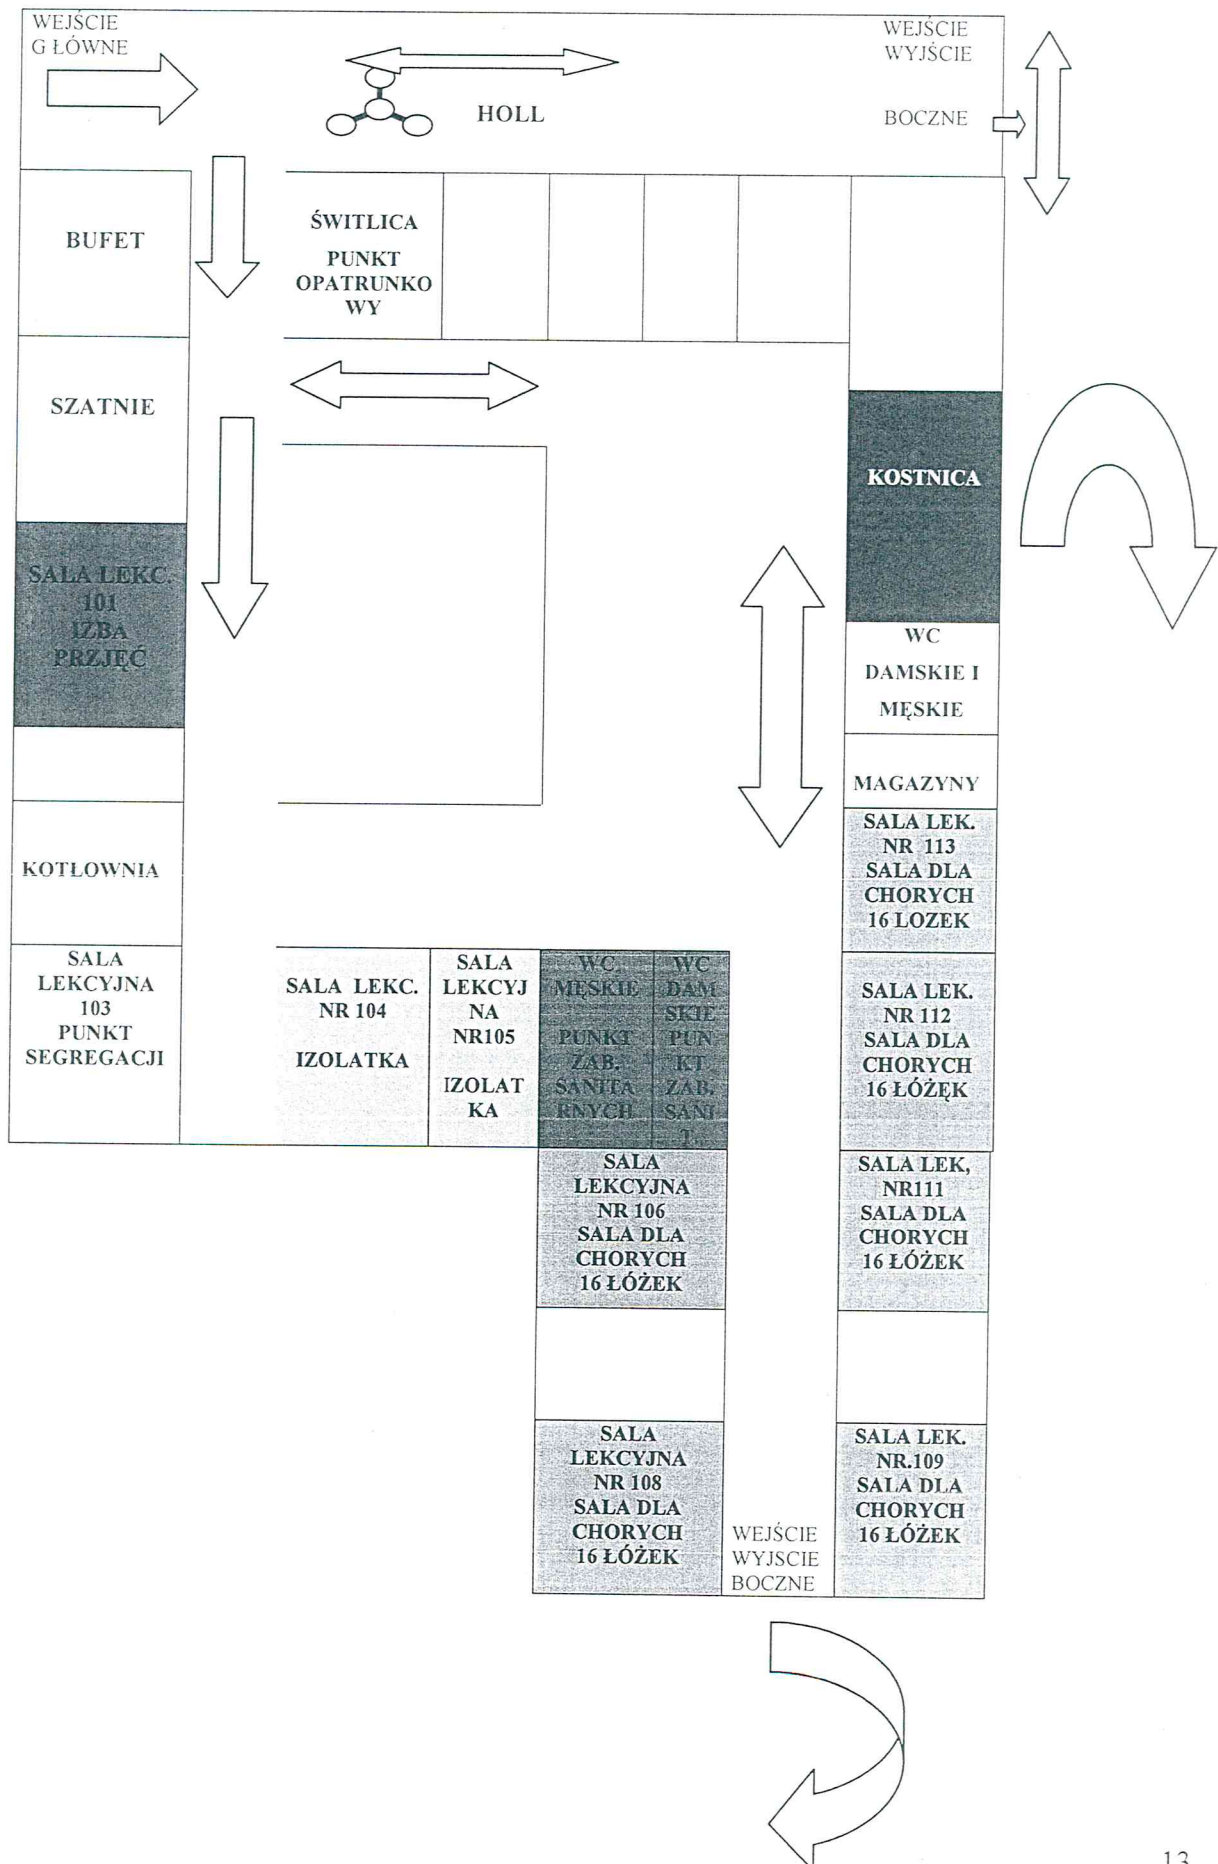 WEJŚCIE
G ŁÓWNE
HOLL
WEJŚCIE
WYJŚCIE
BOCZNE
BUFET
ŚWITLICA
PUNKT
OPATRUNKO
WY
SZATNIE
KOSTNICA
SALA LEKC.
101
IZBA
PRZJĘĆ
WC
DAMSKIE I
MĘSKIE
MAGAZYNY
KOTŁOWNIA
SALA LEK.
NR 113
SALA DLA
CHORYCH
16 LOZEK
SALA
LEKCYJNA
103
PUNKT
SEGREGACJI
SALA LEKC.
NR 104
IZOLATKA
SALA
LEKCYJ
NA
NR105
IZOLAT
KA
WC
MĘSKIE
PUNKT
ZAB.
SANITA
RNYCH
WC
DAM
SKIE
PUN
KT
ZAB.
SANI
T.
SALA LEK.
NR 112
SALA DLA
CHORYCH
16 ŁÓŻĘK
SALA
LEKCYJNA
NR 106
SALA DLA
CHORYCH
16 ŁÓŻEK
SALA LEK,
NR111
SALA DLA
CHORYCH
16 ŁÓŻEK
SALA
LEKCYJNA
NR 108
SALA DLA
CHORYCH
16 ŁÓŻEK
WEJŚCIE
WYJSCIE
BOCZNE
SALA LEK.
NR.109
SALA DLA
CHORYCH
16 ŁÓŻEK
13